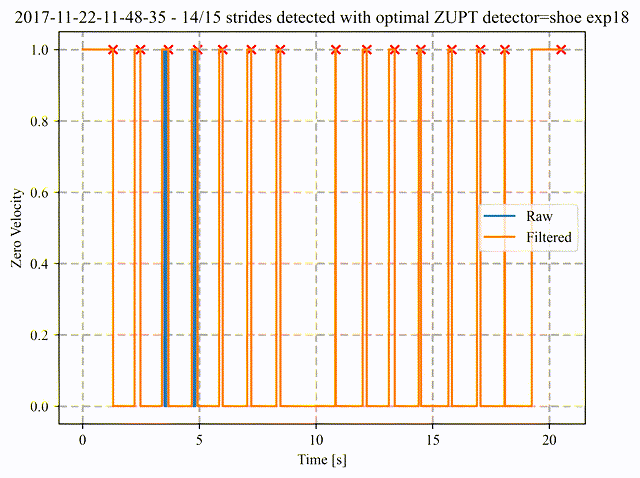 2017-11-22-11-48-35 - 14/15 strides detected with optimal ZUPT detector=shoe exp18
1.0
0.8
0.6
0.4
0.2
0.0
Zero Velocity
Raw
Filtered
0 5 10 15 20
Time [s]